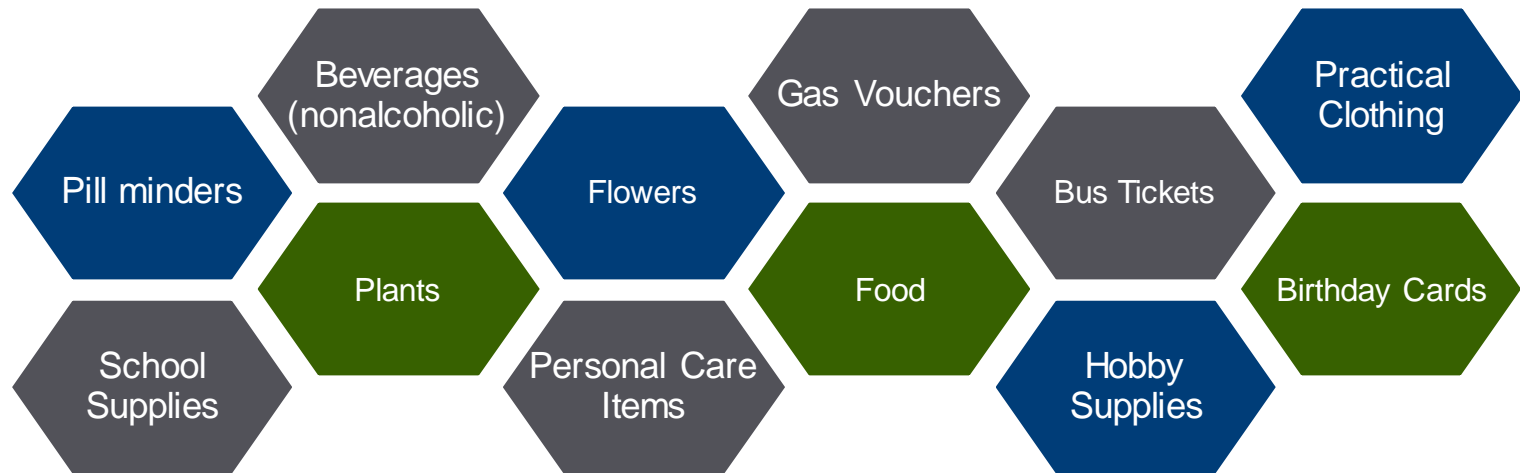 Beverages
(nonalcoholic)
Gas Vouchers
Practical
Clothing
Pill minders
Flowers
Bus Tickets
Plants
Food
Birthday Cards
School
Supplies
Personal Care
Items
Hobby
Supplies